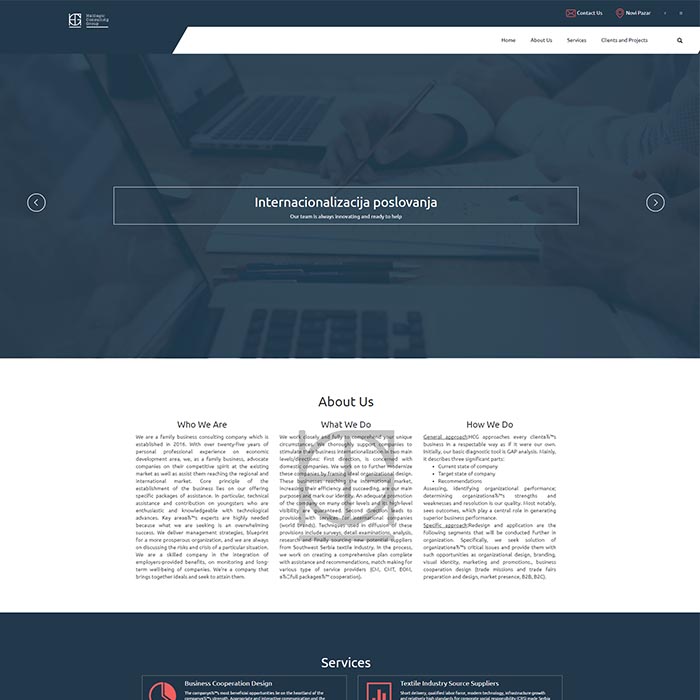 Hadžagić
Consulting
Group
Contact Us
Novi Pazar
Home
About Us
Services
Clients and Projects
Internacionalizacija poslovanja
Our team is always innovating and ready to help
About Us
Who We Are
We are a family business consulting company which is
established in 2016. With over twenty-five years of
personal professional experience on economic
development area, we, as a family business, advocate
companies on their competitive spirit at the existing
market as well as assist them reaching the regional and
international market. Core principle of the
establishment of the business lies on our offering
specific packages of assistance. In particular, technical
assistance and contribution on youngsters who are
enthusiastic and knowledgeable with technological
advances. Key areaвЂ™s experts are highly needed
because what we are seeking is an overwhelming
success. We deliver management strategies, blueprint
for a more prosperous organization, and we are always
on discussing the risks and crisis of a particular situation.
We are a skilled company in the integration of
employers-provided benefits, on monitoring and long-
term well-being of companies. We're a company that
brings together ideals and seek to attain them.
What We Do
We work closely and fully to comprehend your unique
circumstances. We thoroughly support companies to
stimulate their business internationalization in two main
levels/directions: First direction, is concerned with
domestic companies. We work on to further modernize
these companies by framing ideal organizational design.
These businesses reaching the international market,
increasing their efficiency and succeeding, are our main
purposes and work our identity. An adequate promotion
of the company on many other levels and its high-level
visibility are guaranteed. Second direction, leads to
provision with services for international companies
(world brands). Techniques used in diffusion of these
provisions include surveys, detail examinations, analysis,
research and finally sourcing new potential suppliers
from Southwest Serbia textile industry. In the process,
we work on creating a comprehensive plan complete
with assistance and recommendations, match making for
various type of service providers (CM, CMT, EOM,
вЂњfull packageвЂ™ cooperation).
How We Do
General approach:HCG approaches every clientвЂ™s
business in a respectable way as if it were our own.
Initially, our basic diagnostic tool is GAP analysis. Mainly,
it describes three significant parts:
• Current state of company
• Target state of company
• Recommendations
Assessing, identifying organizational performance;
determining organizationвЂ™s strengths and
weaknesses and resolution is our quality. Most notably,
sees outcomes, which play a central role in generating
superior business performance.
Specific approach:Redesign and application are the
following segments that will be conducted further in
organization. Specifically, we seek solution of
organizationвЂ™s critical issues and provide them with
such opportunities as organizational design, branding,
visual identity, marketing and promotions., business
cooperation design (trade missions and trade fairs
preparation and design, market presence, B2B, B2C).
Services
Business Cooperation Design
The companyвЂ™s most beneficial opportunities lie on the heartland of the
companyвЂ™s strength. Appropriate and interactive communication and the
Textile Industry Source Suppliers
Short delivery, qualified labor force, modern technology, infrastructure growth
and relatively high standards for corporate social responsibility (CSR) made Serbia